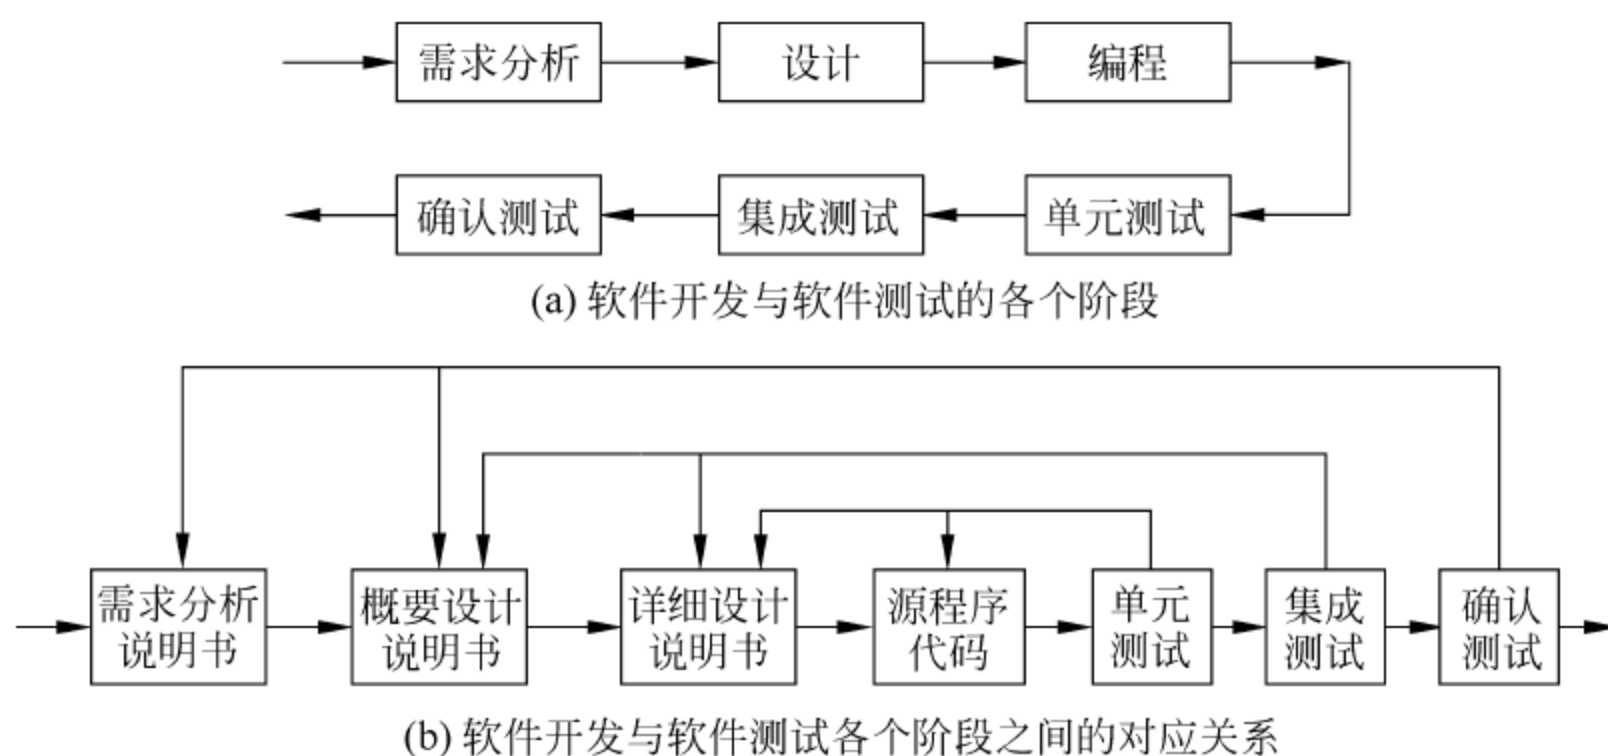 需求分析
设计
编程
确认测试
集成测试
单元测试
(a) 软件开发与软件测试的各个阶段
需求分析
说明书
概要设计
说明书
详细设计
说明书
源程序
代码
单元
测试
集成
测试
确认
测试
(b) 软件开发与软件测试各个阶段之间的对应关系